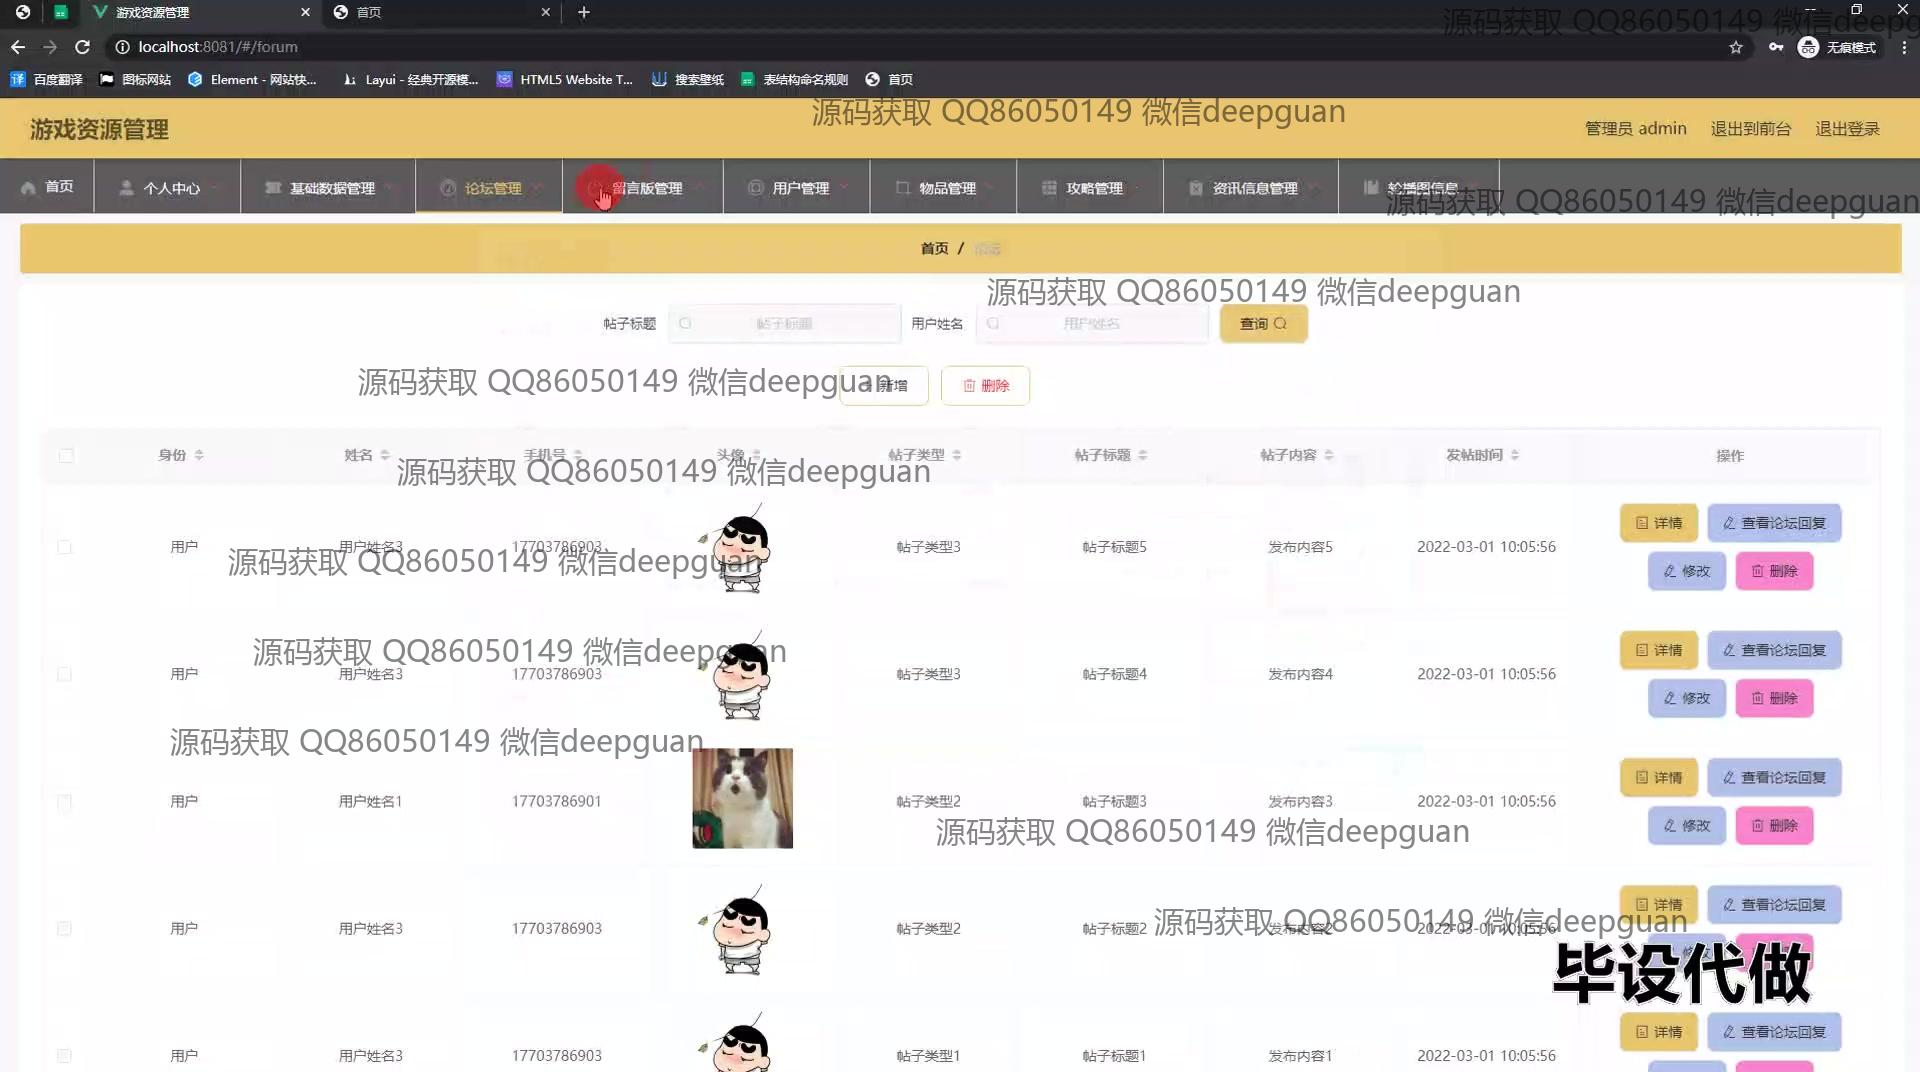 游戏资源管理
首页
localhost:8081/#/forum
无痕模式
百度翻译 图标网站 Element - 网站快... Layui - 经典开源模... HTML5 Website T... 搜索壁纸 表结构命名规则 首页
源码获取 QQ86050149 微信deepg
游戏资源管理
源码获取 QQ86050149 微信deepguan
管理员 admin 退出到前台 退出登录
首页 个人中心 基础数据管理 论坛管理 留言版管理 用户管理 物品管理 攻略管理 资讯信息管理 轮播图信息
源码获取 QQ86050149 微信deepguan
首页 / 论坛
源码获取 QQ86050149 微信deepguan
帖子标题 帖子标题 用户姓名 用户姓名 查询
源码获取 QQ86050149 微信deepguan
新增 删除
身份 姓名 手机号 头像 帖子类型 帖子标题 帖子内容 发帖时间 操作
源码获取 QQ86050149 微信deepguan
用户 用户姓名3 17703786903 帖子类型3 帖子标题5 发布内容5 2022-03-01 10:05:56 详情 查看论坛回复
修改 删除
源码获取 QQ86050149 微信deepguan
源码获取 QQ86050149 微信deepguan
用户 用户姓名3 17703786903 帖子类型3 帖子标题4 发布内容4 2022-03-01 10:05:56 详情 查看论坛回复
修改 删除
源码获取 QQ86050149 微信deepguan
用户 用户姓名1 17703786901 帖子类型2 帖子标题3 发布内容3 2022-03-01 10:05:56 详情 查看论坛回复
修改 删除
源码获取 QQ86050149 微信deepguan
用户 用户姓名3 17703786903 帖子类型2 帖子标题2 发布内容2 2022-03-01 10:05:56 详情 查看论坛回复
源码获取 QQ86050149 微信deepguan
毕设代做
用户 用户姓名3 17703786903 帖子类型1 帖子标题1 发布内容1 2022-03-01 10:05:56 详情 查看论坛回复